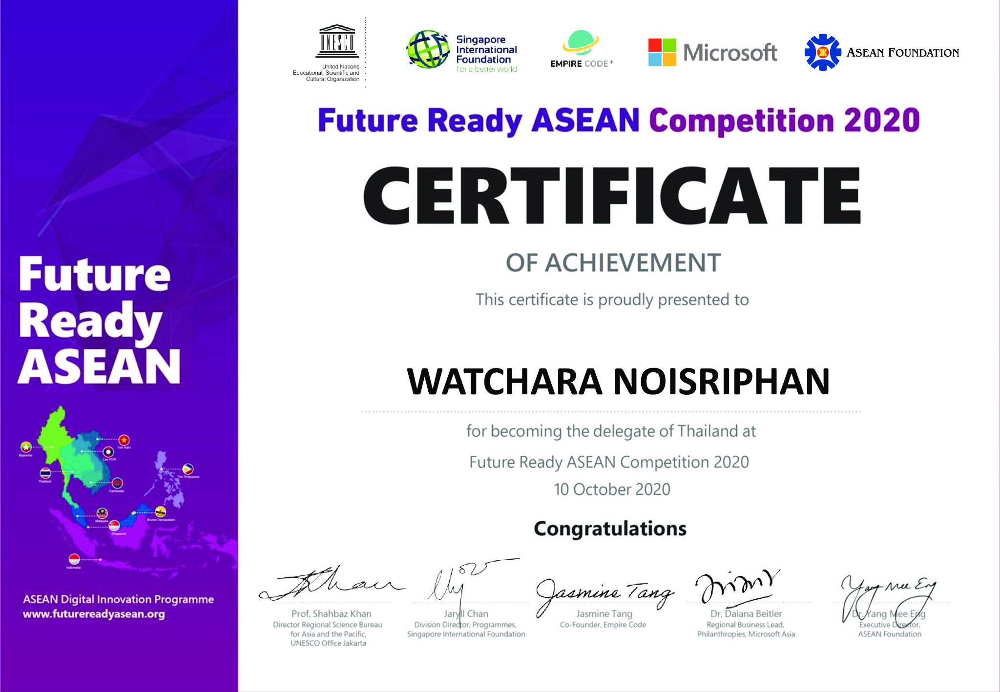 UNESCO
United Nations
Educational, Scientific and
Cultural Organization
Singapore
International
Foundation
for a better world
EMPIRE CODE®
Microsoft
ASEAN FOUNDATION
Future Ready ASEAN Competition 2020
CERTIFICATE
OF ACHIEVEMENT
This certificate is proudly presented to
WATCHARA NOISRIPHAN
for becoming the delegate of Thailand at
Future Ready ASEAN Competition 2020
10 October 2020
Congratulations
Jasmine Tang
Yang Mee Eng
Prof. Shahbaz Khan
Director Regional Science Bureau
for Asia and the Pacific,
UNESCO Office Jakarta
Jaryll Chan
Division Director, Programmes,
Singapore International Foundation
Jasmine Tang
Co-Founder, Empire Code
Dr. Daiana Beitler
Regional Business Lead,
Philanthropies, Microsoft Asia
Dr. Yang Mee Eng
Executive Director,
ASEAN Foundation
Future
Ready
ASEAN
Myanmar
Viet Nam
Lao PDR
Thailand
The Philippines
Cambodia
Malaysia
Brunei Darussalam
Singapore
Indonesia
ASEAN Digital Innovation Programme
www.futurereadyasean.org